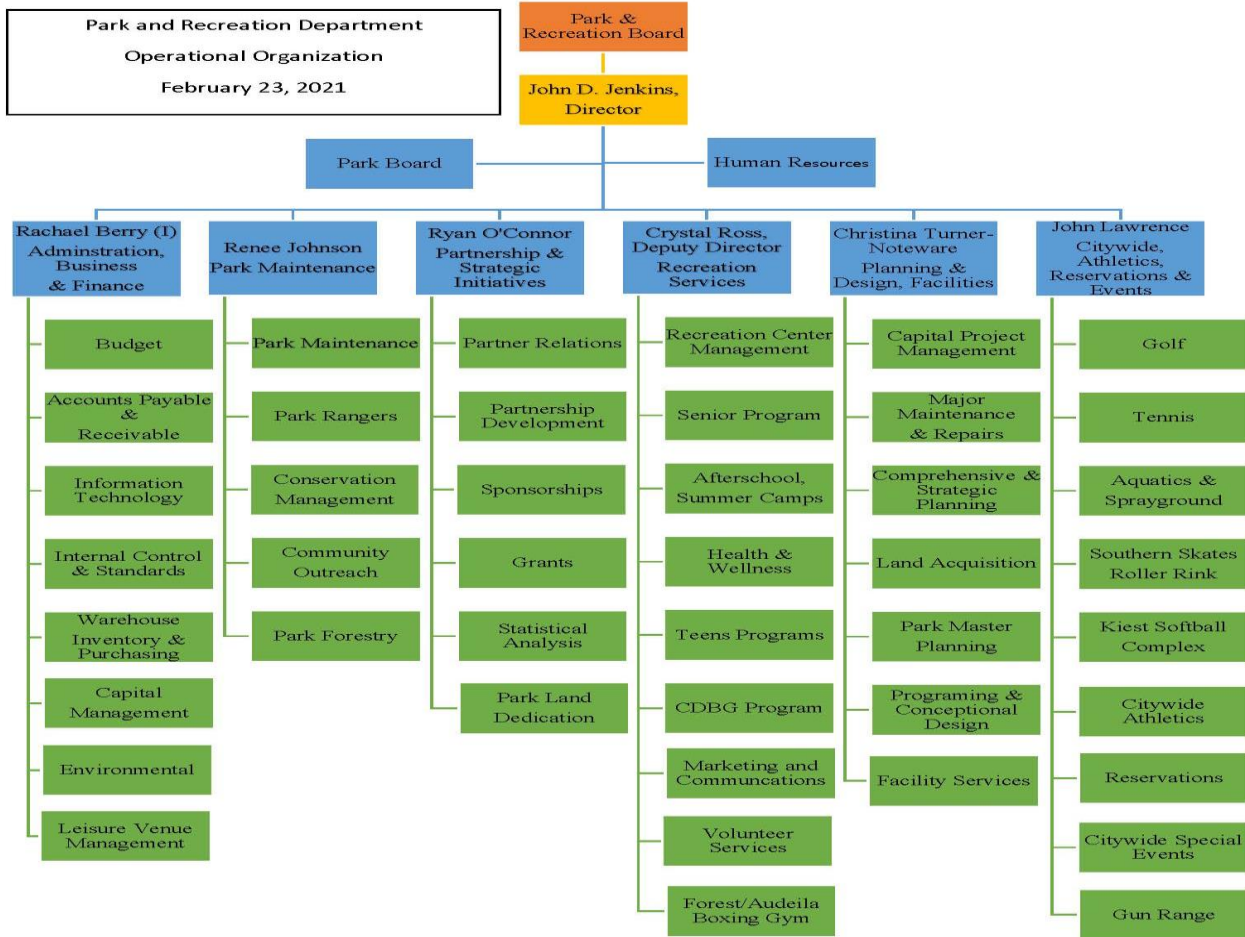 Park and Recreation Department
Operational Organization
February 23, 2021
Park &
Recreation Board
John D. Jenkins,
Director
Park Board
Human Resources
Rachael Berry (I)
Adminstration,
Business
& Finance
Budget
Accounts Payable
&
Receivable
Information
Technology
Internal Control
& Standards
Warehouse
Inventory &
Purchasing
Capital
Management
Environmental
Leisure Venue
Management
Renee Johnson
Park Maintenance
Park Maintenance
Park Rangers
Conservation
Management
Community
Outreach
Park Forestry
Ryan O'Connor
Partnership &
Strategic
Initiatives
Partner Relations
Partnership
Development
Sponsorships
Grants
Statistical
Analysis
Park Land
Dedication
Crystal Ross,
Deputy Director
Recreation
Services
Recreation Center
Management
Senior Program
Afterschool,
Summer Camps
Health &
Wellness
Teens Programs
CDBG Program
Marketing and
Communcations
Volunteer
Services
Forest/Audeila
Boxing Gym
Christina Turner-
Noteware
Planning &
Design, Facilities
Capital Project
Management
Major
Maintenance
& Repairs
Comprehensive &
Strategic
Planning
Land Acquisition
Park Master
Planning
Programing &
Conceptional
Design
Facility Services
John Lawrence
Citywide,
Athletics,
Reservations &
Events
Golf
Tennis
Aquatics &
Sprayground
Southern Skates
Roller Rink
Kiest Softball
Complex
Citywide
Athletics
Reservations
Citywide Special
Events
Gun Range